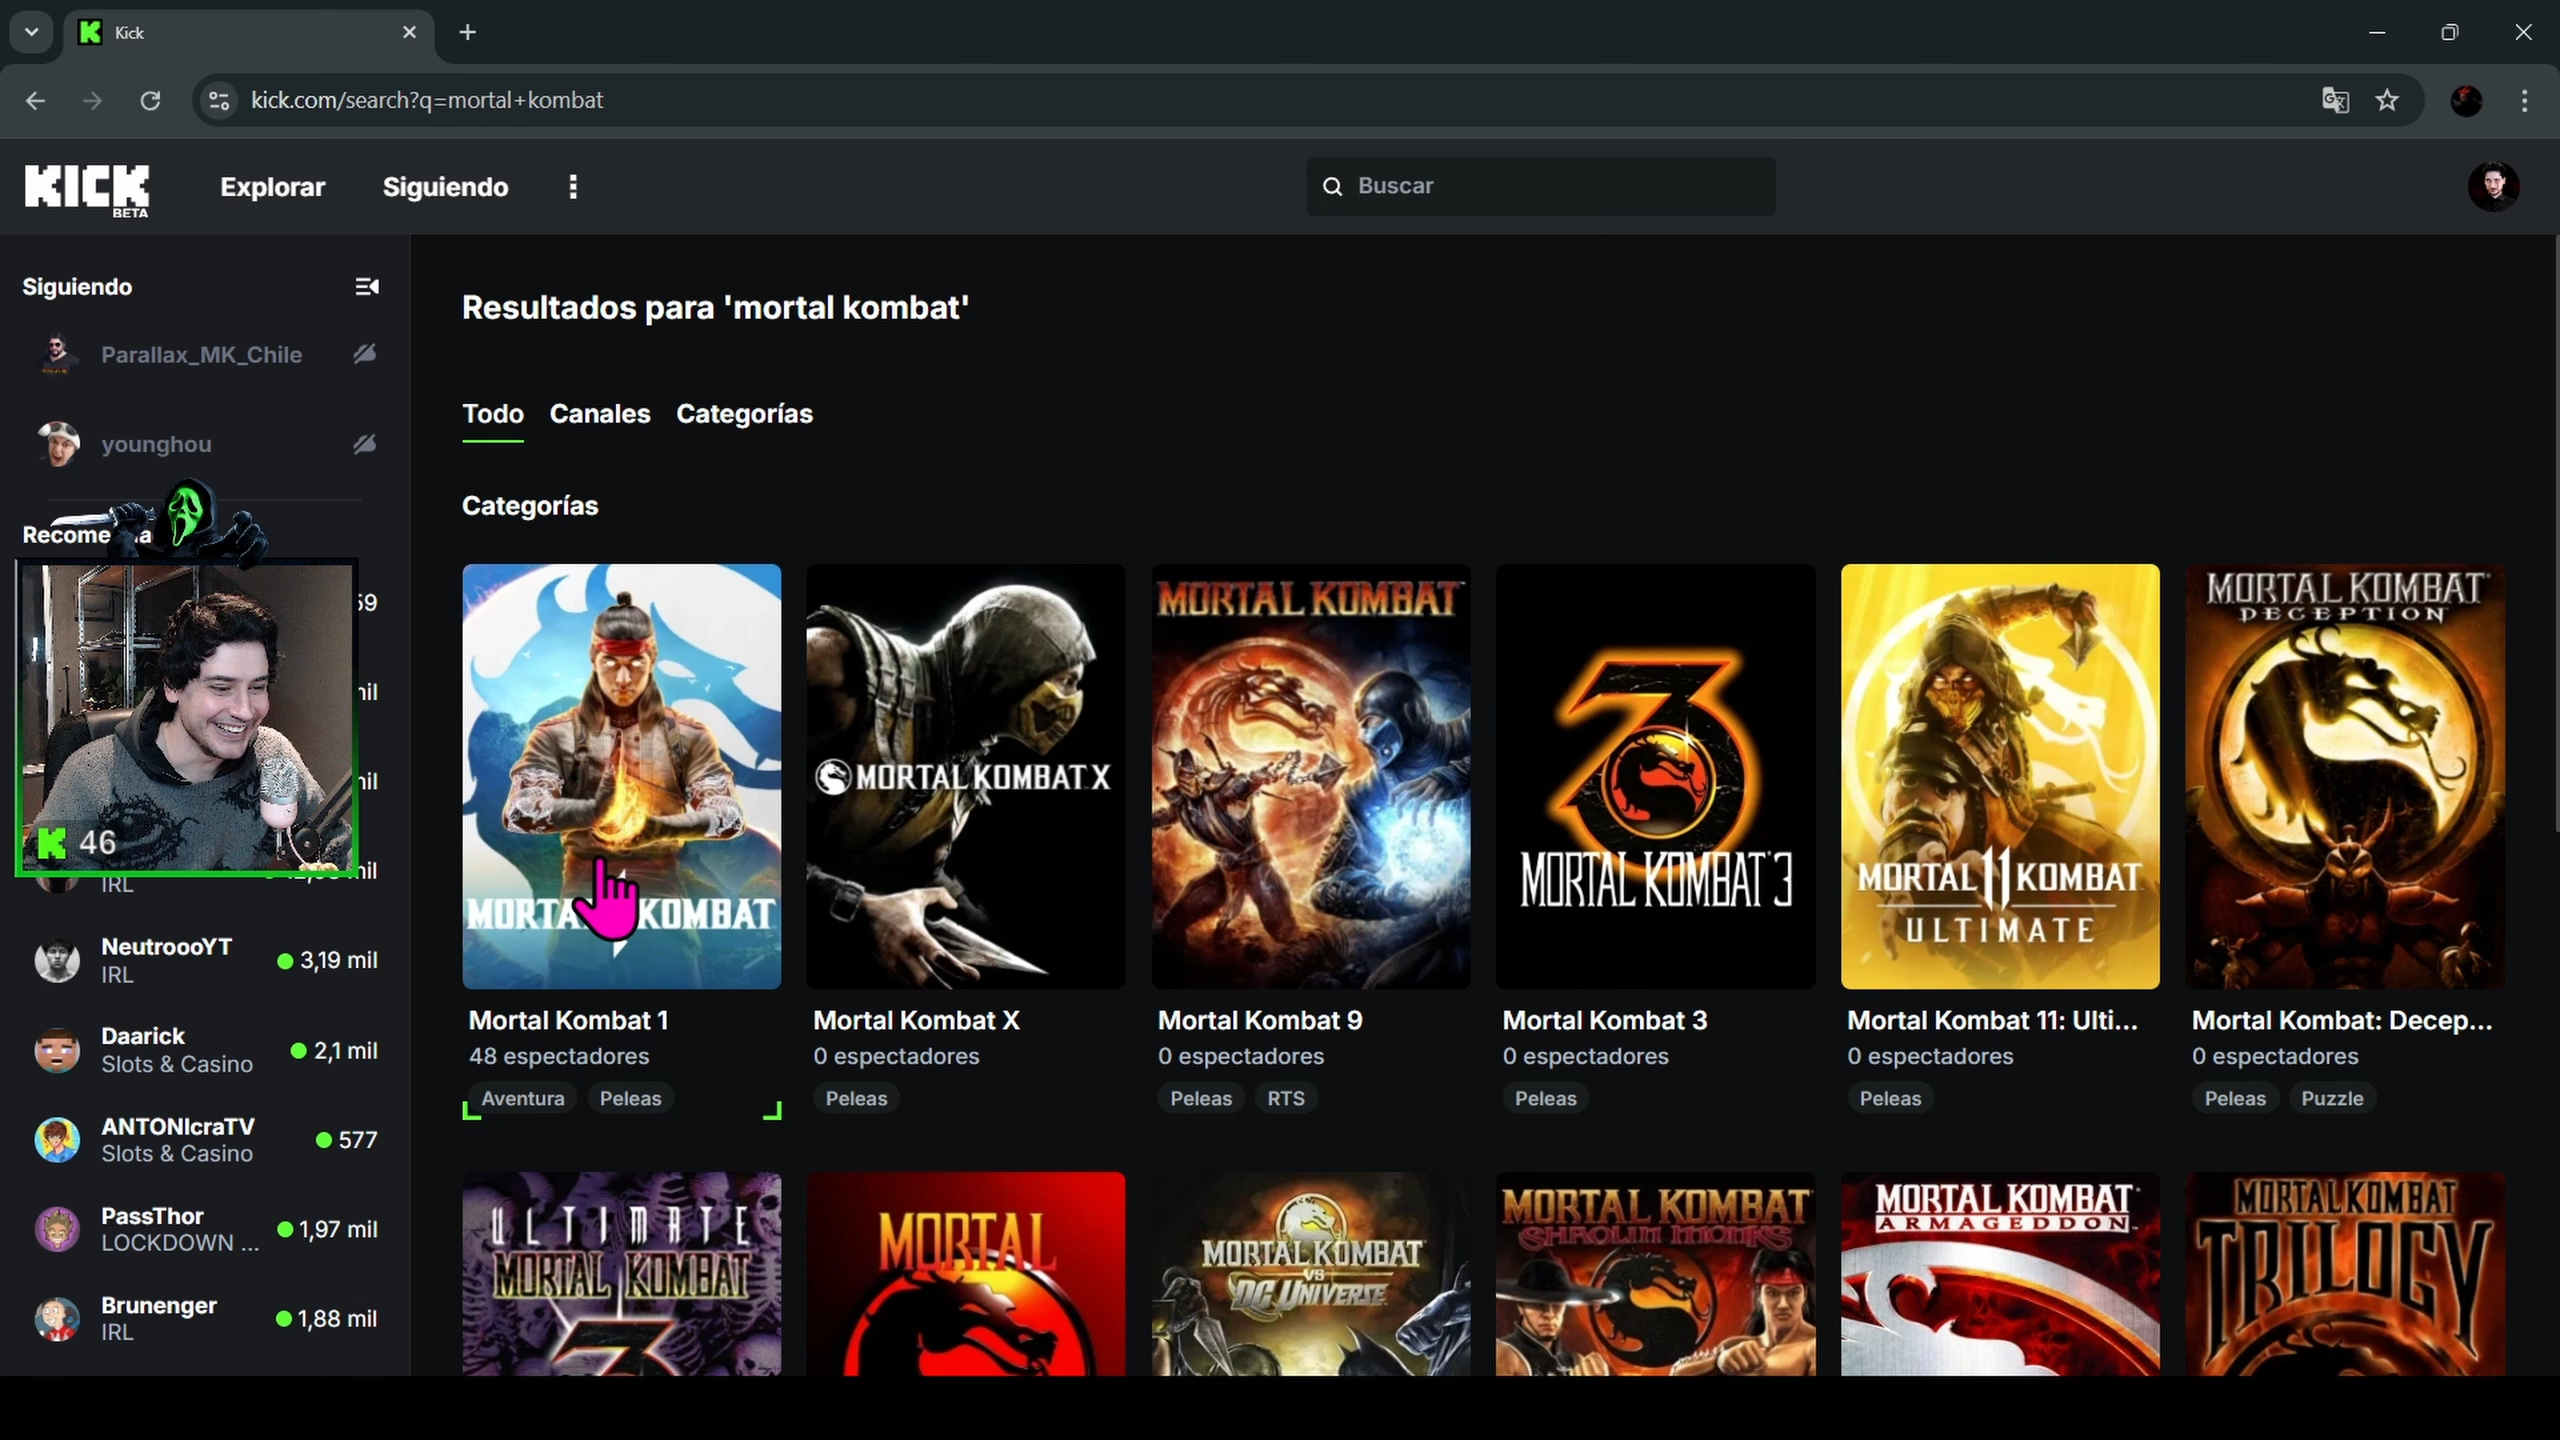 Kick
kick.com/search?q=mortal+kombat
KICK
BETA
Explorar
Siguiendo
Buscar
Siguiendo
Parallax_MK_Chile
younghou
Resultados para 'mortal kombat'
Todo
Canales
Categorías
Categorías
K 46
IRL
NeutroooYT
IRL
3,19 mil
Daarick
Slots & Casino
2,1 mil
ANTONIcraTV
Slots & Casino
577
PassThor
LOCKDOWN ...
1,97 mil
Brunenger
IRL
1,88 mil
MORTAL KOMBAT X
MORTAL KOMBAT
MORTAL KOMBAT 3
MORTAL KOMBAT 11
ULTIMATE
MORTAL KOMBAT
DECEPTION
Mortal Kombat 1
48 espectadores
Aventura
Peleas
Mortal Kombat X
0 espectadores
Peleas
Mortal Kombat 9
0 espectadores
Peleas
RTS
Mortal Kombat 3
0 espectadores
Peleas
Mortal Kombat 11: Ulti...
0 espectadores
Peleas
Mortal Kombat: Decep...
0 espectadores
Peleas
Puzzle
ULTIMATE
MORTAL KOMBAT
3
MORTAL
MORTAL KOMBAT
VS
DC UNIVERSE
MORTAL KOMBAT
SHAOLIN MONKS
MORTAL KOMBAT
ARMAGEDDON
MORTAL KOMBAT
TRILOGY